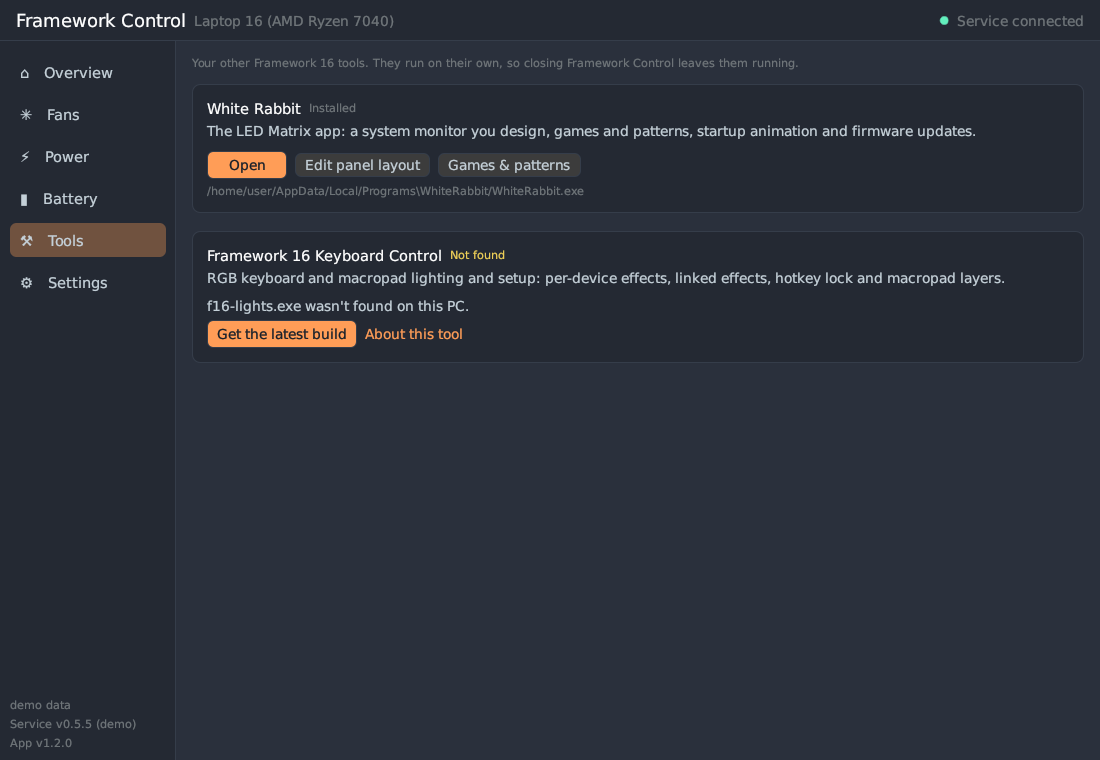 Framework Control Laptop 16 (AMD Ryzen 7040)
Service connected
Overview
Fans
Power
Battery
Tools
Settings
Your other Framework 16 tools. They run on their own, so closing Framework Control leaves them running.
White Rabbit Installed
The LED Matrix app: a system monitor you design, games and patterns, startup animation and firmware updates.
Open Edit panel layout Games & patterns
/home/user/AppData/Local/Programs\WhiteRabbit/WhiteRabbit.exe
Framework 16 Keyboard Control Not found
RGB keyboard and macropad lighting and setup: per-device effects, linked effects, hotkey lock and macropad layers.
f16-lights.exe wasn't found on this PC.
Get the latest build About this tool
demo data
Service v0.5.5 (demo)
App v1.2.0